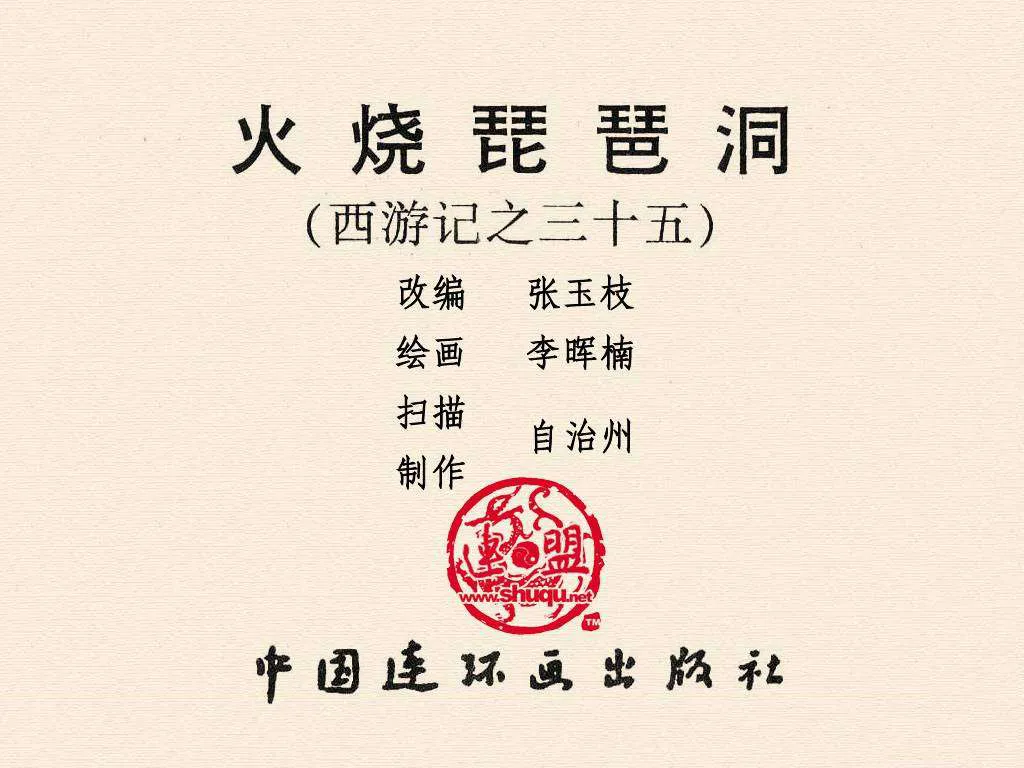 火烧琵琶洞
(西游记之三十五)
改编 张玉枝
绘画 李晖楠
扫描
制作 自治州
連盟
www.shuqu.net
TM
中国连环画出版社